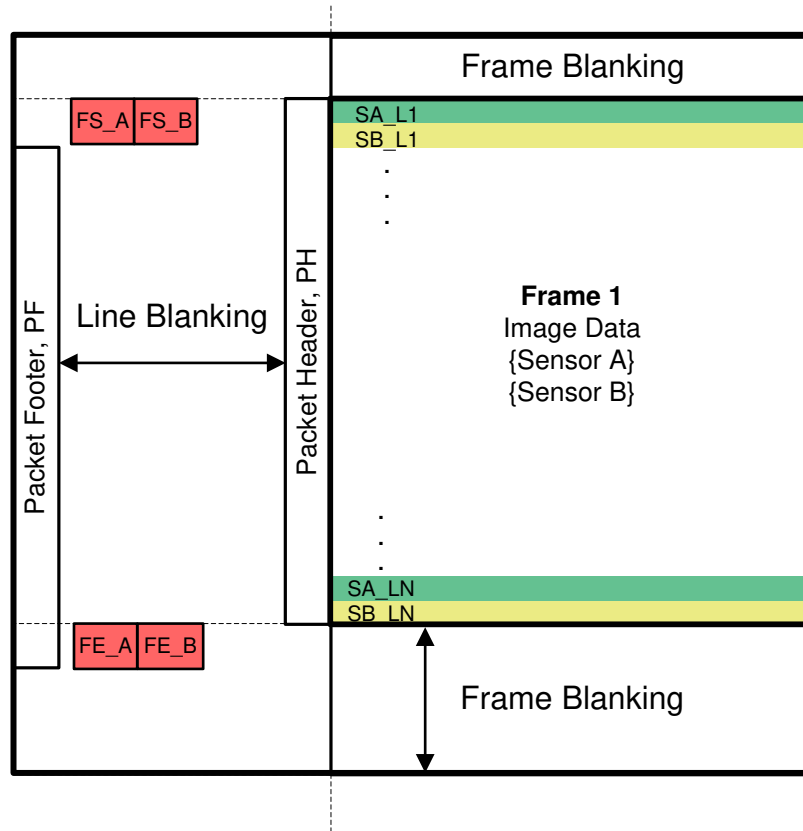 Frame Blanking
FS_A FS_B
SA_L1
SB_L1
.
.
.
Packet Footer, PF
Line Blanking
Packet Header, PH
Frame 1
Image Data
{Sensor A}
{Sensor B}
.
.
.
SA_LN
SB_LN
FE_A FE_B
Frame Blanking